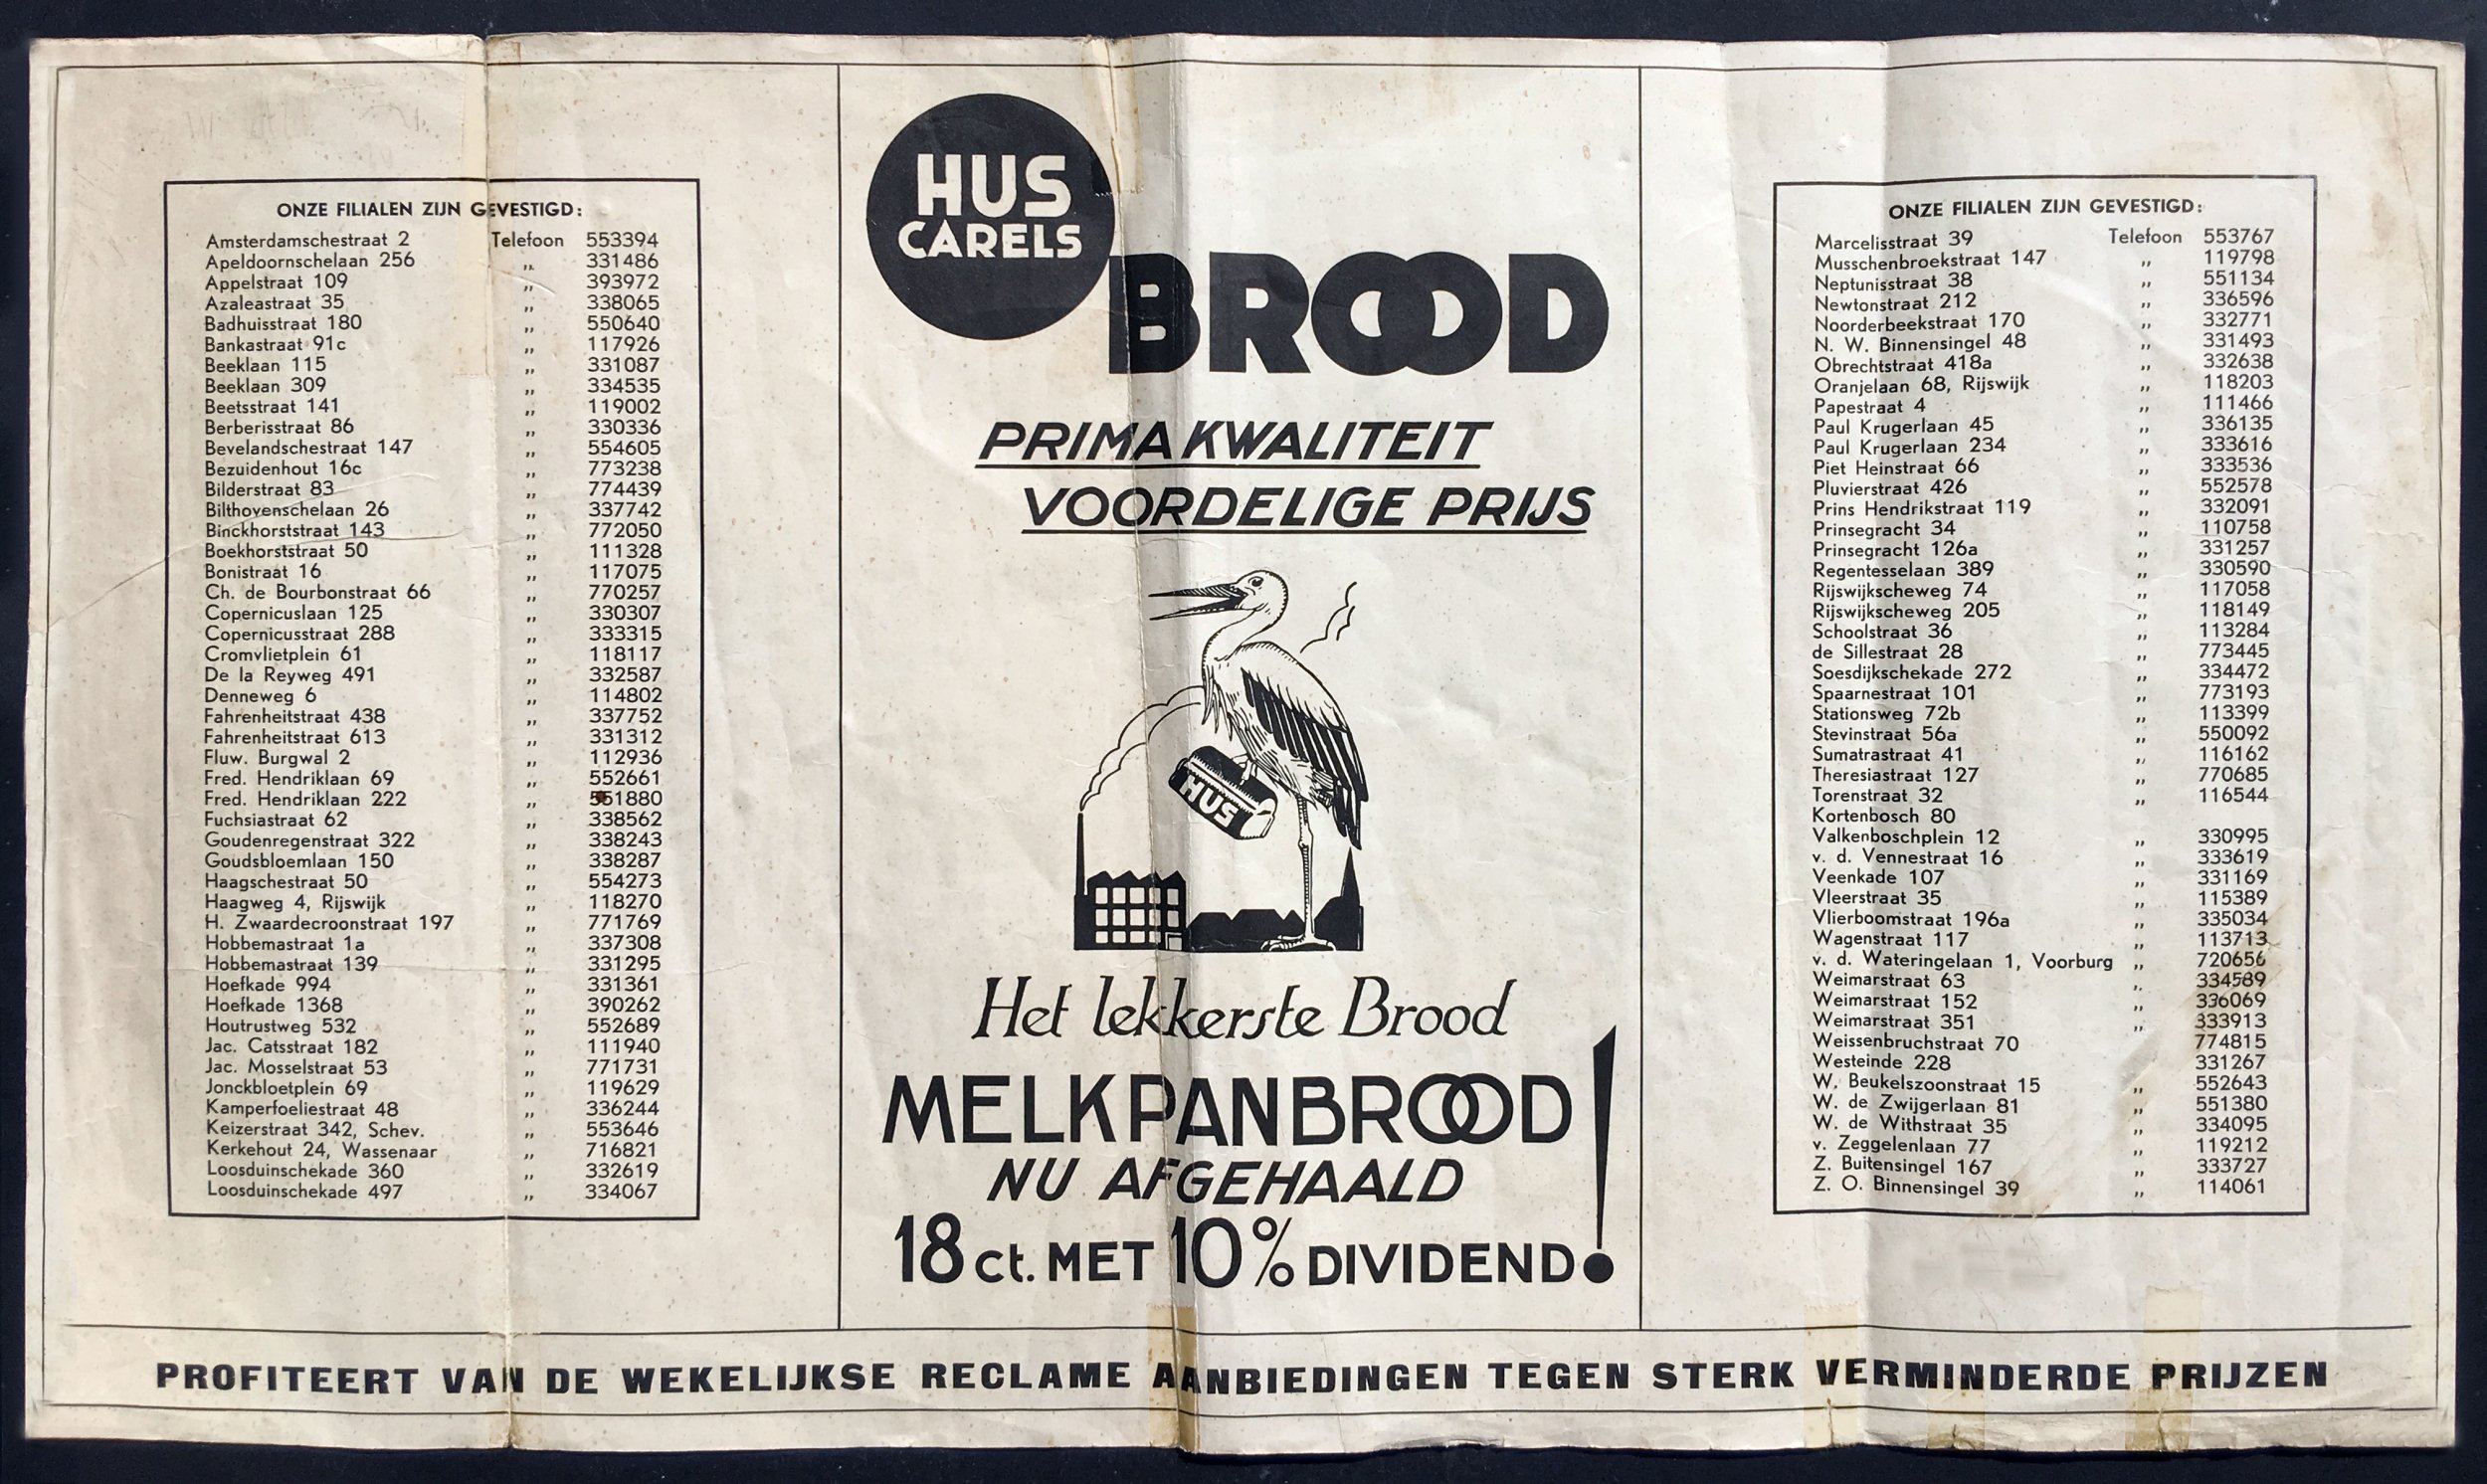 ONZE FILIALEN ZIJN GEVESTIGD:
Amsterdamschestraat 2 Telefoon 553394
Apeldoornschelaan 256 ,, 331486
Appelstraat 109 ,, 393972
Azaleastraat 35 ,, 338065
Badhuisstraat 180 ,, 550640
Bankastraat 91c ,, 117926
Beeklaan 115 ,, 331087
Beeklaan 309 ,, 334535
Beetsstraat 141 ,, 119002
Berberisstraat 86 ,, 330336
Bevelandschestraat 147 ,, 554605
Bezuidenhout 16c ,, 773238
Bilderstraat 83 ,, 774439
Bilthovenschelaan 26 ,, 337742
Binckhorststraat 143 ,, 772050
Boekhorststraat 50 ,, 111328
Bonistraat 16 ,, 117075
Ch. de Bourbonstraat 66 ,, 770257
Copernicuslaan 125 ,, 330307
Copernicusstraat 288 ,, 333315
Cromvlietplein 61 ,, 118117
De la Reyweg 491 ,, 332587
Denneweg 6 ,, 114802
Fahrenheitstraat 438 ,, 337752
Fahrenheitstraat 613 ,, 331312
Fluw. Burgwal 2 ,, 112936
Fred. Hendriklaan 69 ,, 552661
Fred. Hendriklaan 222 ,, 551880
Fuchsiastraat 62 ,, 338562
Goudenregenstraat 322 ,, 338243
Goudsbloemlaan 150 ,, 338287
Haagschestraat 50 ,, 554273
Haagweg 4, Rijswijk ,, 118270
H. Zwaardecroonstraat 197 ,, 771769
Hobbemastraat 1a ,, 337308
Hobbemastraat 139 ,, 331295
Hoefkade 994 ,, 331361
Hoefkade 1368 ,, 390262
Houtrustweg 532 ,, 552689
Jac. Catsstraat 182 ,, 111940
Jac. Mosselstraat 53 ,, 771731
Jonckbloetplein 69 ,, 119629
Kamperfoeliestraat 48 ,, 336244
Keizerstraat 342, Schev. ,, 553646
Kerkehout 24, Wassenaar ,, 716821
Loosduinschekade 360 ,, 332619
Loosduinschekade 497 ,, 334067
HUS
CARELS
BROOD
PRIMA KWALITEIT
VOORDELIGE PRIJS
HUS
Het lekkerste Brood
MELKPANBROOD
NU AFGEHAALD
18 ct. MET 10% DIVIDEND!
ONZE FILIALEN ZIJN GEVESTIGD:
Marcelisstraat 39 Telefoon 553767
Musschenbroekstraat 147 ,, 119798
Neptunisstraat 38 ,, 551134
Newtonstraat 212 ,, 336596
Noorderbeekstraat 170 ,, 332771
N. W. Binnensingel 48 ,, 331493
Obrechtstraat 418a ,, 332638
Oranjelaan 68, Rijswijk ,, 118203
Papestraat 4 ,, 111466
Paul Krugerlaan 45 ,, 336135
Paul Krugerlaan 234 ,, 333616
Piet Heinstraat 66 ,, 333536
Pluvierstraat 426 ,, 552578
Prins Hendrikstraat 119 ,, 332091
Prinsegracht 34 ,, 110758
Prinsegracht 126a ,, 331257
Regentesselaan 389 ,, 330590
Rijswijkscheweg 74 ,, 117058
Rijswijkscheweg 205 ,, 118149
Schoolstraat 36 ,, 113284
de Sillestraat 28 ,, 773445
Soesdijkschekade 272 ,, 334472
Spaarnestraat 101 ,, 773193
Stationsweg 72b ,, 113399
Stevinstraat 56a ,, 550092
Sumatrastraat 41 ,, 116162
Theresiastraat 127 ,, 770685
Torenstraat 32 ,, 116544
Kortenbosch 80
Valkenboschplein 12 ,, 330995
v. d. Vennestraat 16 ,, 333619
Veenkade 107 ,, 331169
Vleerstraat 35 ,, 115389
Vlierboomstraat 196a ,, 335034
Wagenstraat 117 ,, 113713
v. d. Wateringelaan 1, Voorburg ,, 720656
Weimarstraat 63 ,, 334589
Weimarstraat 152 ,, 336069
Weimarstraat 351 ,, 333913
Weissenbruchstraat 70 774815
Westeinde 228 331267
W. Beukelszoonstraat 15 ,, 552643
W. de Zwijgerlaan 81 ,, 551380
W. de Withstraat 35 ,, 334095
v. Zeggelenlaan 77 ,, 119212
Z. Buitensingel 167 ,, 333727
Z. O. Binnensingel 39 ,, 114061
PROFITEERT VAN DE WEKELIJKSE RECLAME AANBIEDINGEN TEGEN STERK VERMINDERDE PRIJZEN